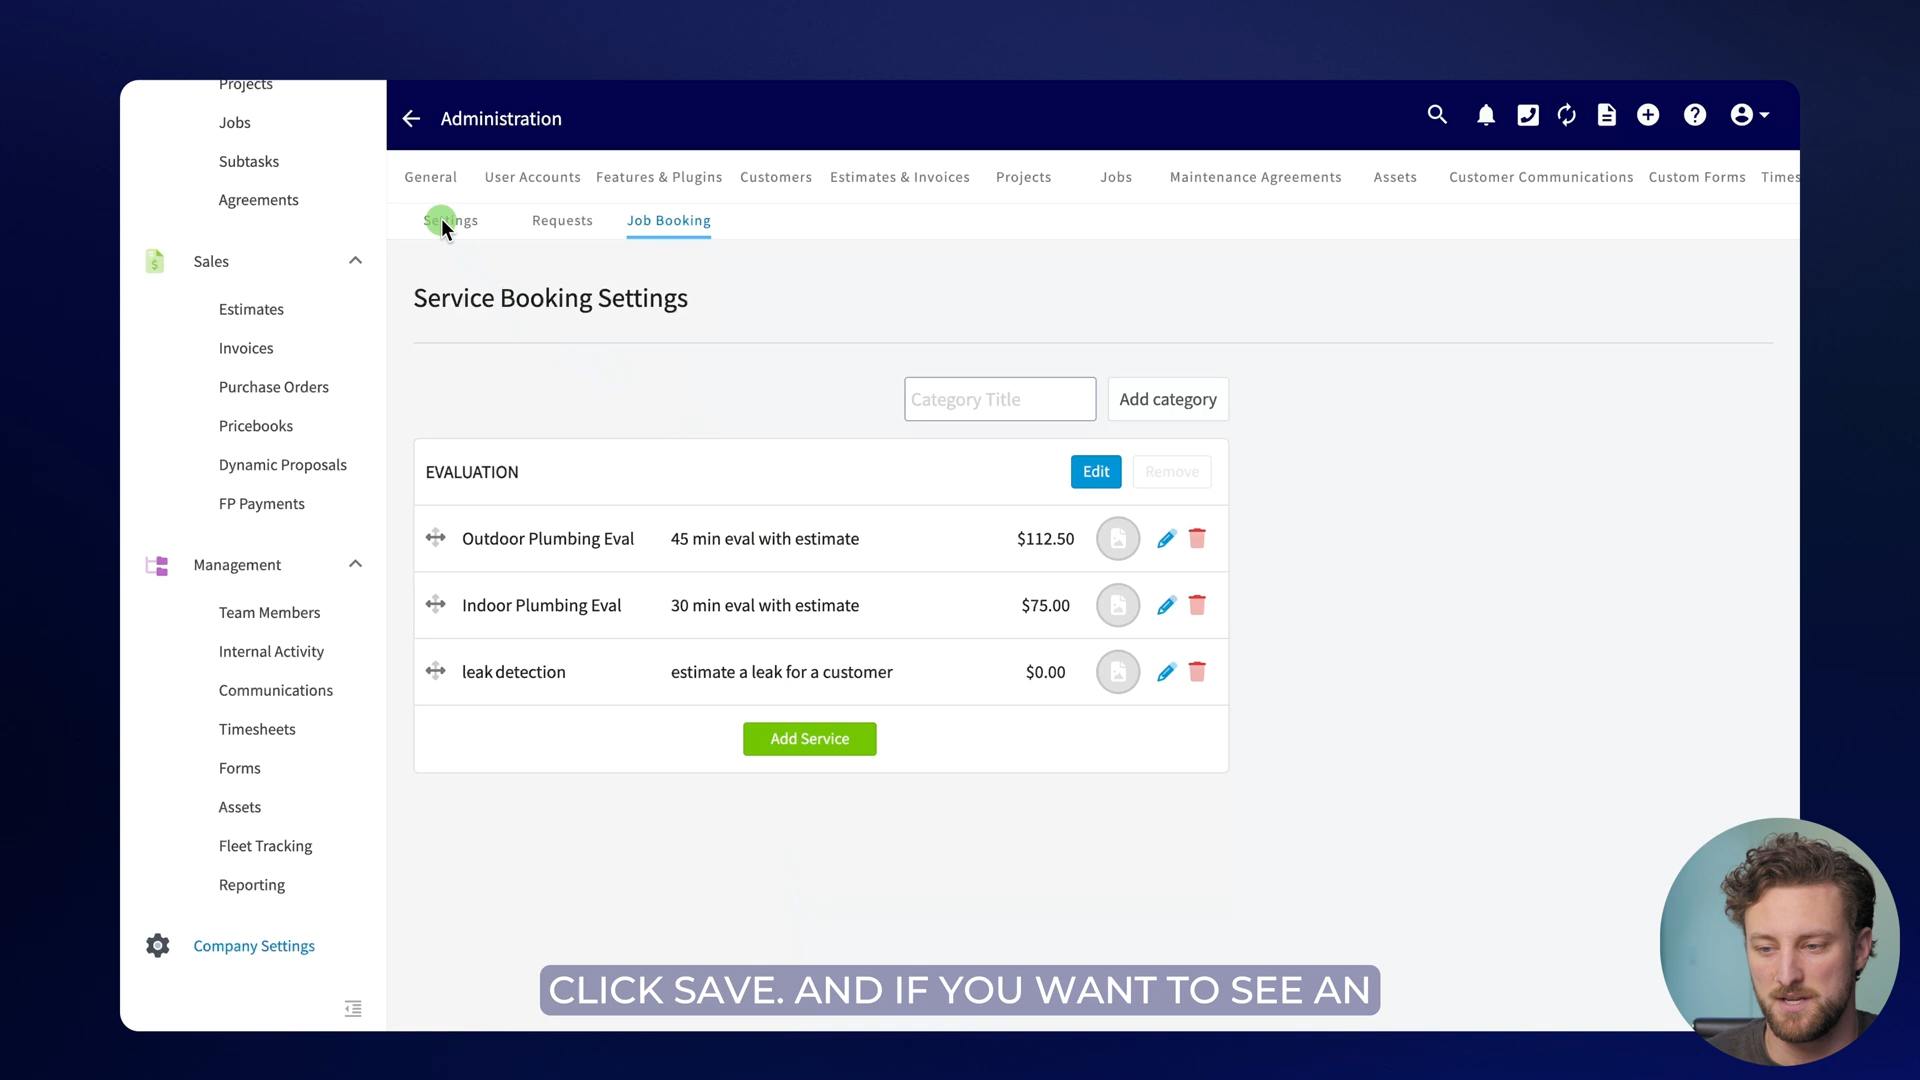 Projects
Jobs
Subtasks
Agreements
Sales
Estimates
Invoices
Purchase Orders
Pricebooks
Dynamic Proposals
FP Payments
Management
Team Members
Internal Activity
Communications
Timesheets
Forms
Assets
Fleet Tracking
Reporting
Company Settings
Administration
General User Accounts Features & Plugins Customers Estimates & Invoices Projects Jobs Maintenance Agreements Assets Customer Communications Custom Forms Times
Settings Requests Job Booking
Service Booking Settings
Category Title Add category
EVALUATION Edit Remove
Outdoor Plumbing Eval 45 min eval with estimate $112.50
Indoor Plumbing Eval 30 min eval with estimate $75.00
leak detection estimate a leak for a customer $0.00
Add Service
CLICK SAVE. AND IF YOU WANT TO SEE AN